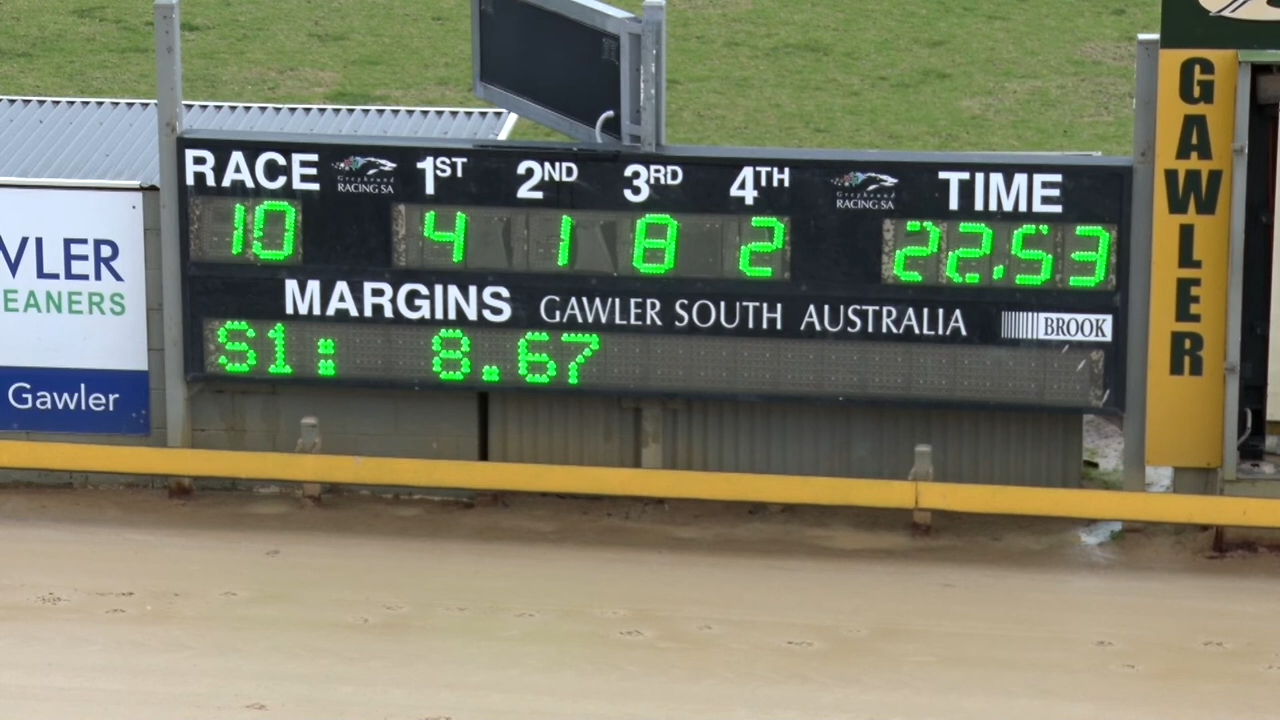 RACE Greyhound RACING SA 1ST 2ND 3RD 4TH Greyhound RACING SA TIME
10 4 1 8 2 22.53
MARGINS GAWLER SOUTH AUSTRALIA BROOK
S1: 8.67
GAWLER
VLER
EANERS
Gawler